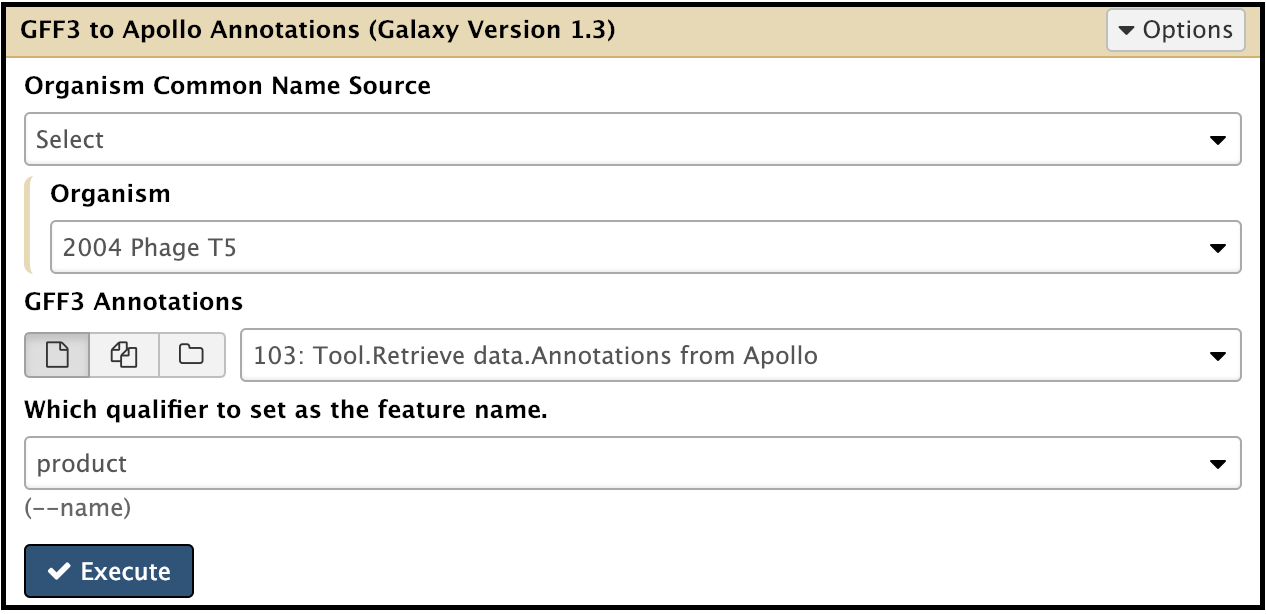 GFF3 to Apollo Annotations (Galaxy Version 1.3)
Options
Organism Common Name Source
Select
Organism
2004 Phage T5
GFF3 Annotations
103: Tool.Retrieve data.Annotations from Apollo
Which qualifier to set as the feature name.
product
(--name)
Execute